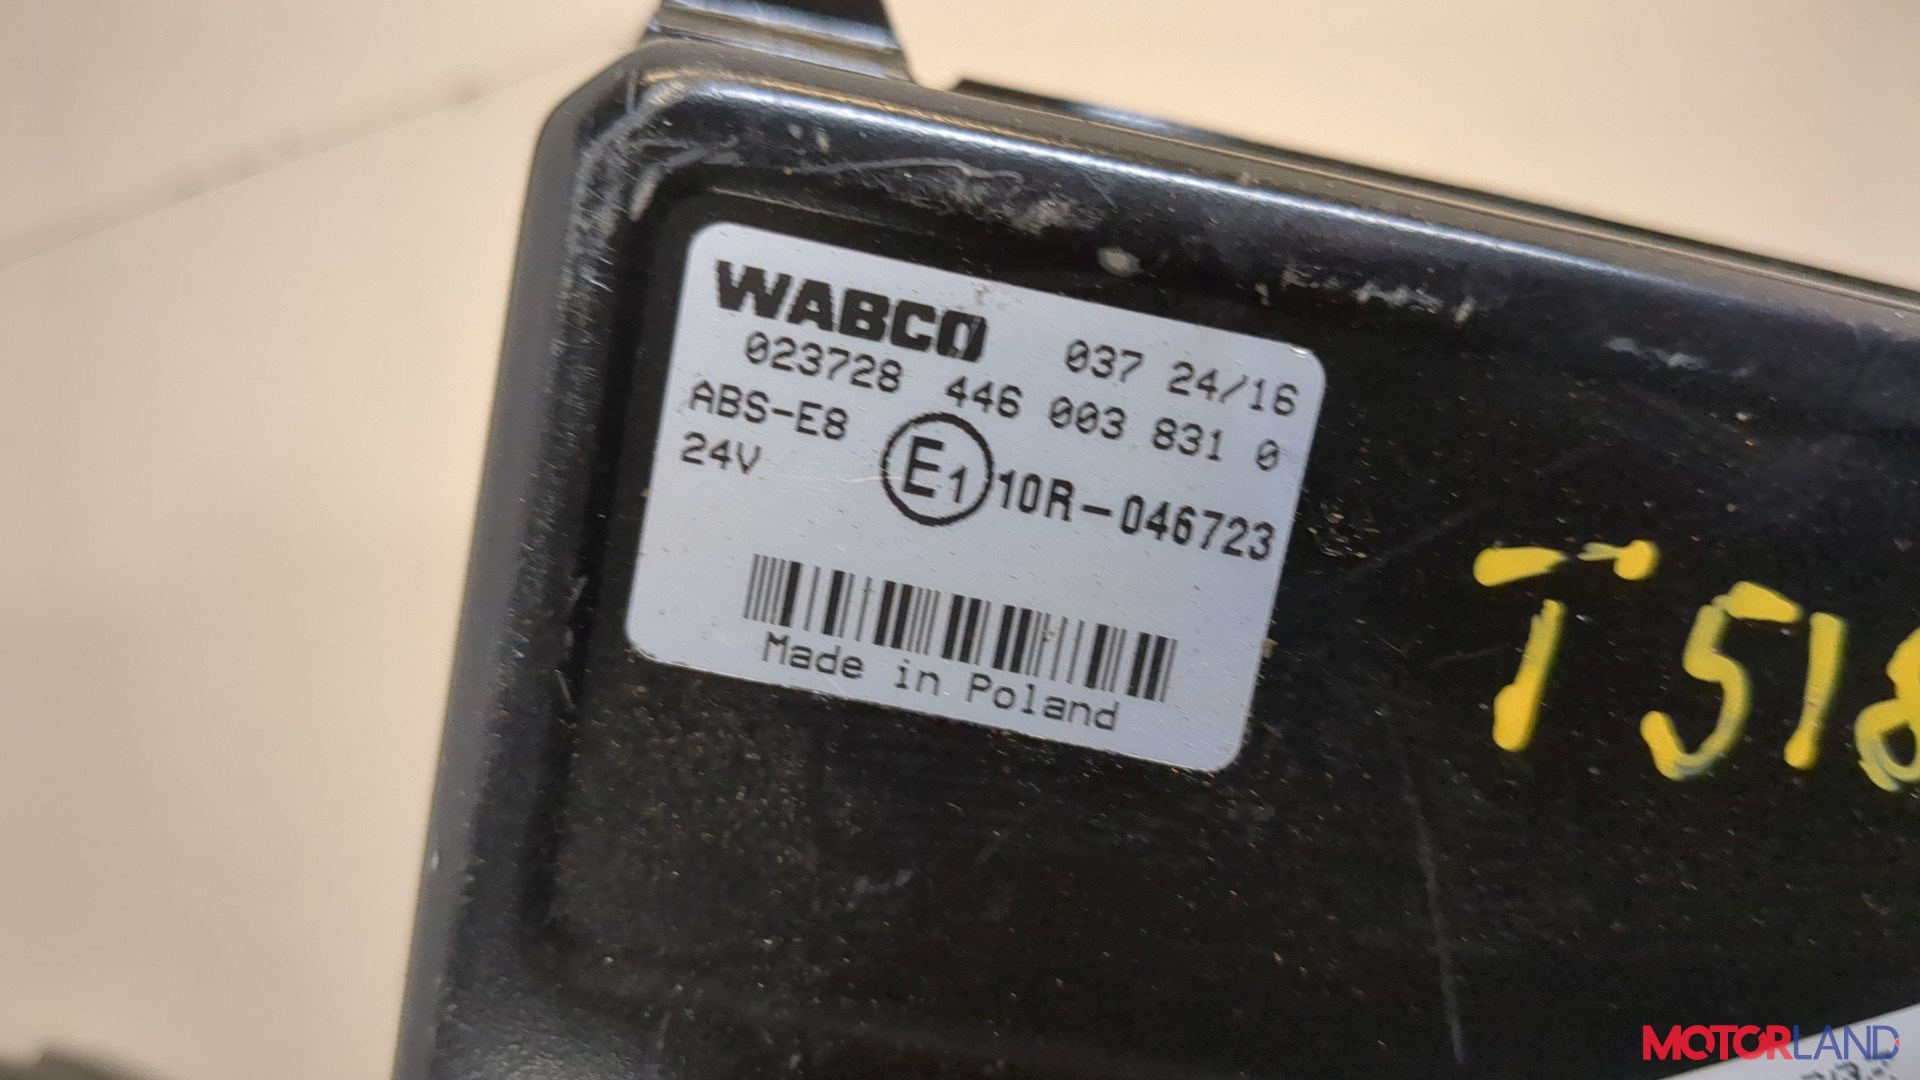 WABCO 037 24/16
023728 446 003 831 0
ABS-E8
24V E1 10R-046723
Made in Poland
T518
MOTORLAND